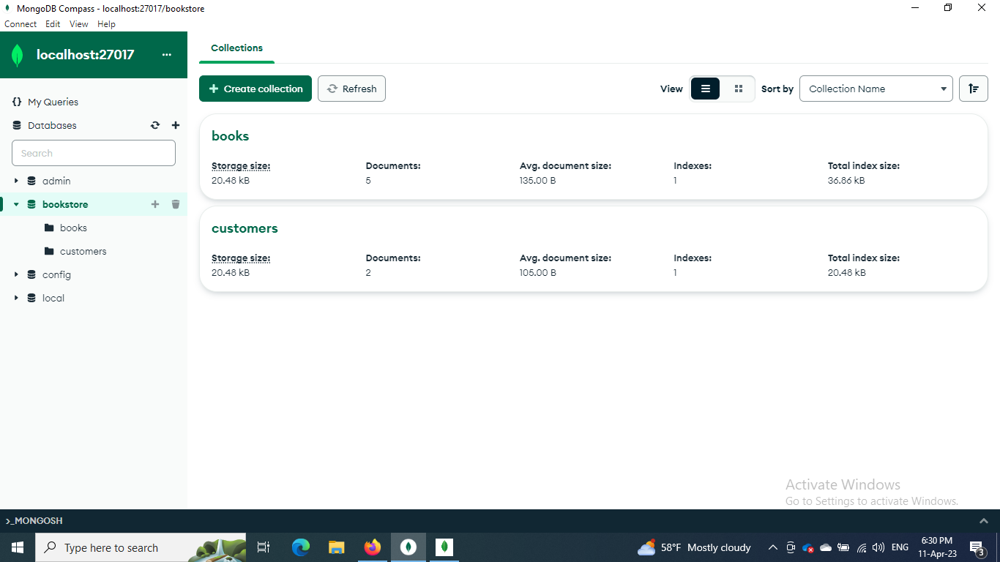 MongoDB Compass - localhost:27017/bookstore
Connect Edit View Help
localhost:27017 ...
{} My Queries
Databases
Search
admin
bookstore
books
customers
config
local
Collections
+ Create collection Refresh View Sort by Collection Name
books
Storage size: Documents: Avg. document size: Indexes: Total index size:
20.48 kB 5 135.00 B 1 36.86 kB
customers
Storage size: Documents: Avg. document size: Indexes: Total index size:
20.48 kB 2 105.00 B 1 20.48 kB
Activate Windows
Go to Settings to activate Windows.
>_MONGOSH
Type here to search
58°F Mostly cloudy
ENG
6:30 PM
11-Apr-23
3